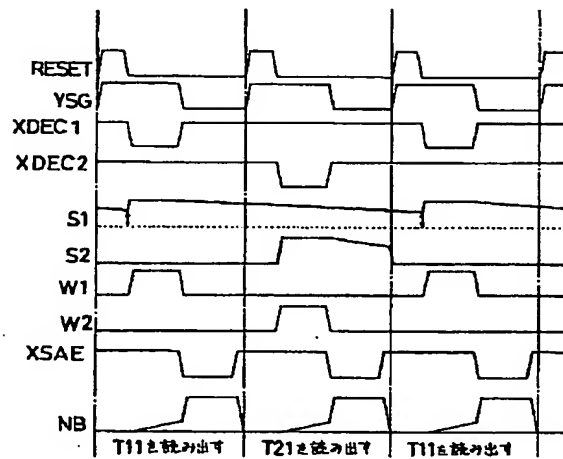 RESET
YSG
XDEC1
XDEC2
S1
S2
W1
W2
XSAE
NB
T11を読み出す
T21を読み出す
T11を読み出す